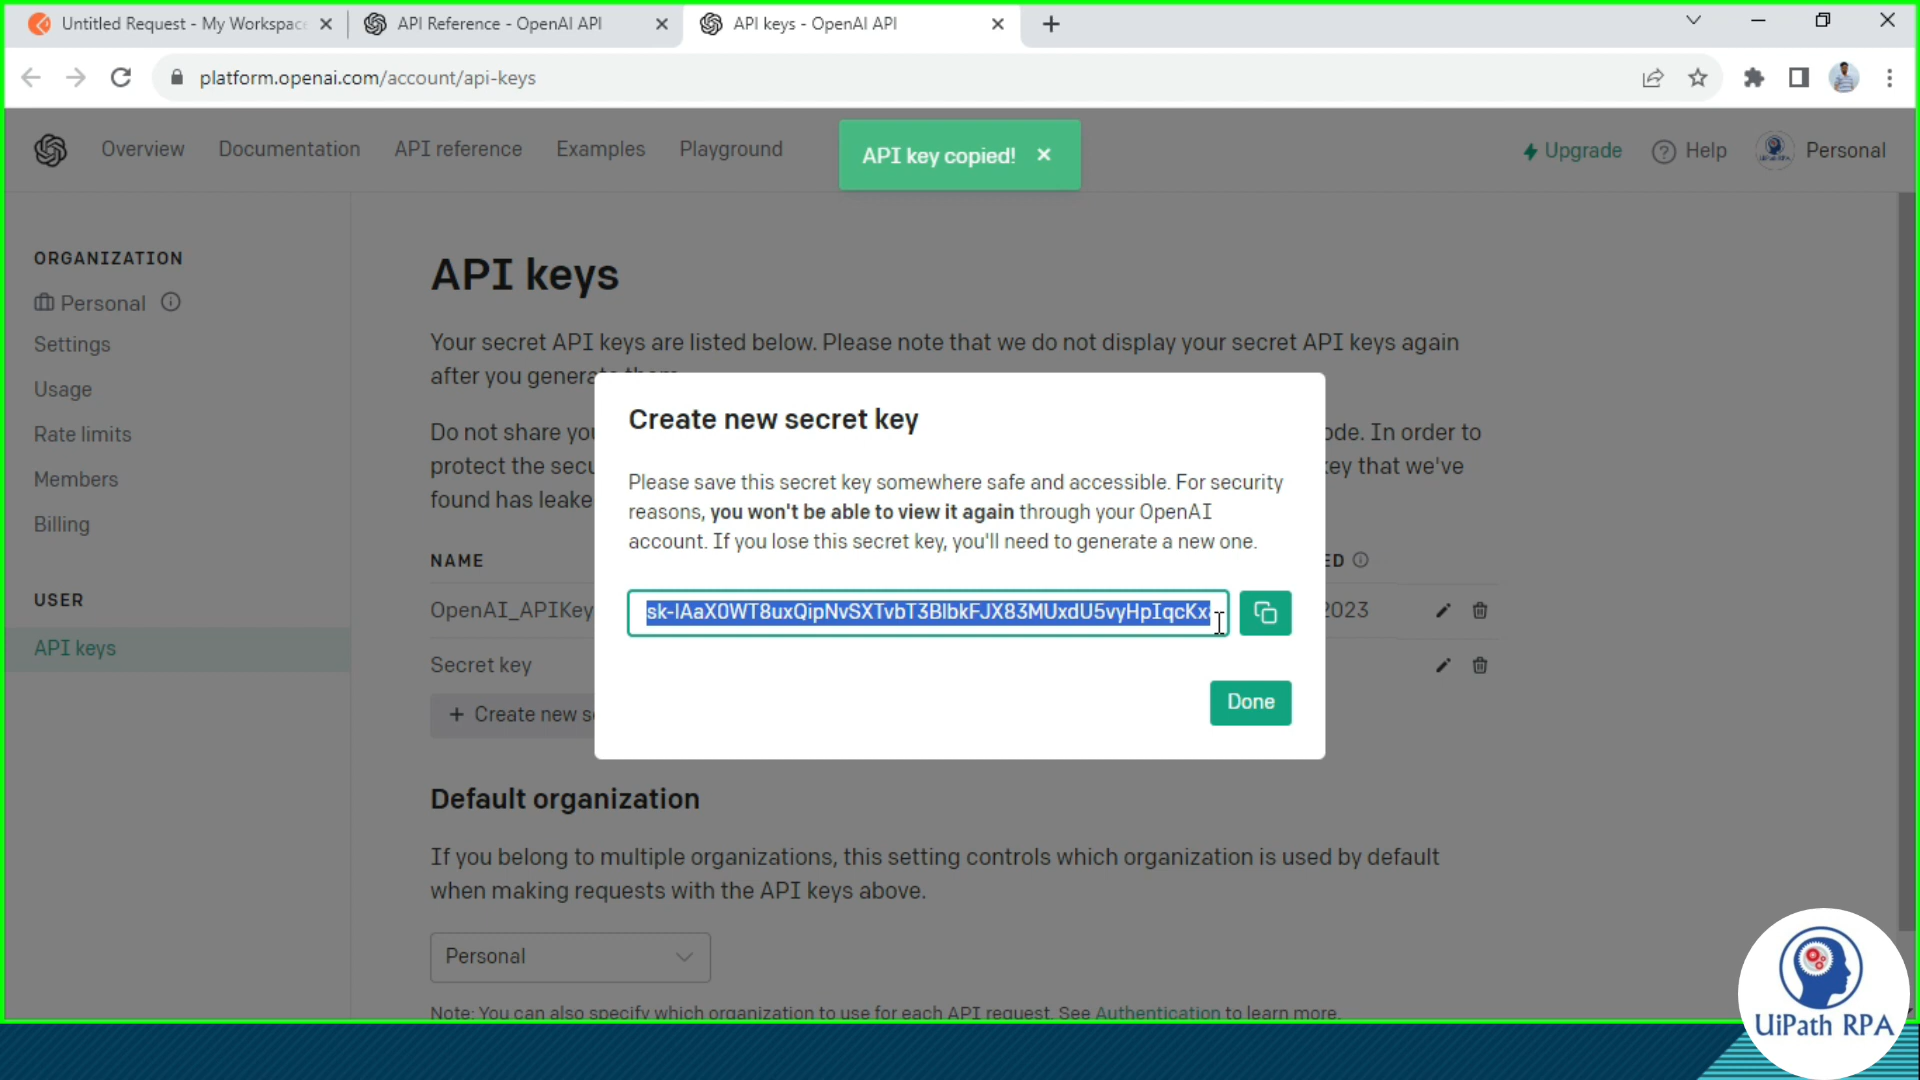 Untitled Request - My Workspace
API Reference - OpenAI API
API keys - OpenAI API
platform.openai.com/account/api-keys
Overview
Documentation
API reference
Examples
Playground
API key copied!
Upgrade
Help
Personal
ORGANIZATION
Personal
Settings
Usage
Rate limits
Members
Billing
USER
API keys
API keys
Your secret API keys are listed below. Please note that we do not display your secret API keys again
after you generate them.
Do not share you
ode. In order to
protect the secu
key that we've
found has leake
NAME
ED
OpenAI_APIKey
2023
Secret key
+ Create new se
Create new secret key
Please save this secret key somewhere safe and accessible. For security
reasons, you won't be able to view it again through your OpenAI
account. If you lose this secret key, you'll need to generate a new one.
Done
Default organization
If you belong to multiple organizations, this setting controls which organization is used by default
when making requests with the API keys above.
Personal
Note: You can also specify which organization to use for each API request. See Authentication to learn more.
UiPath RPA